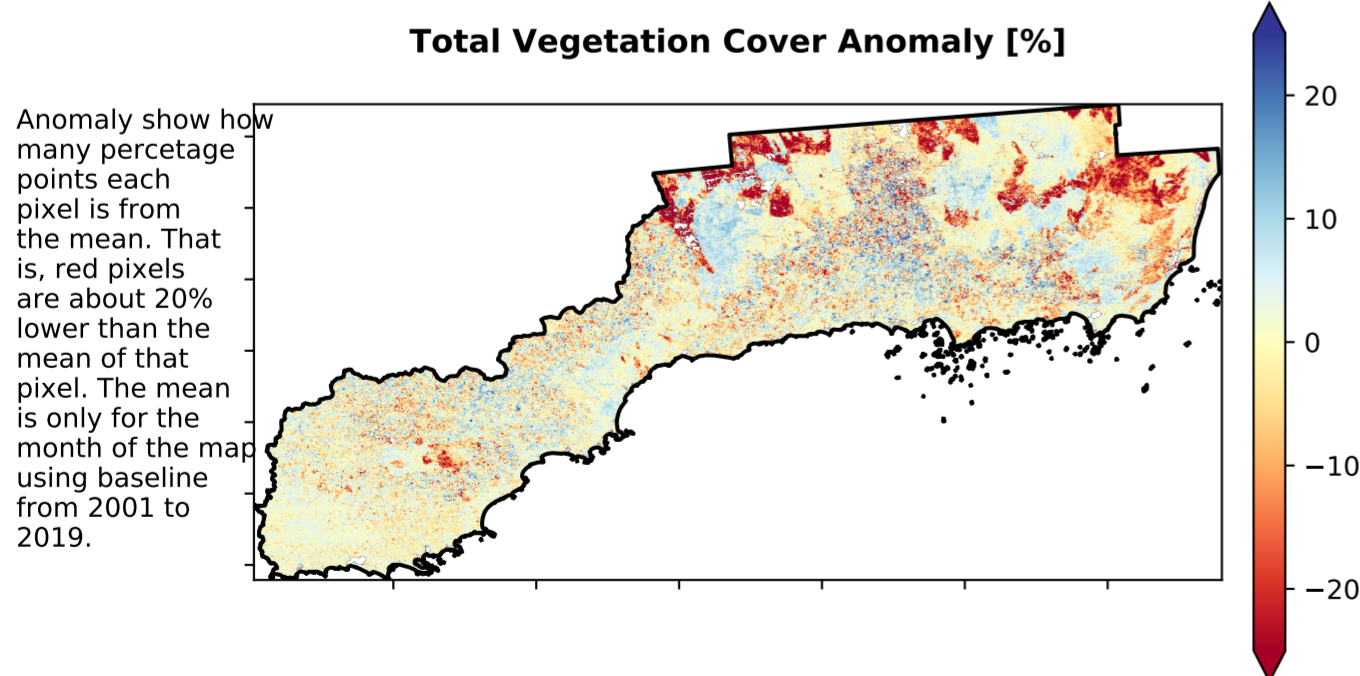 Total Vegetation Cover Anomaly [%]
Anomaly show how
many percetage
points each
pixel is from
the mean. That
is, red pixels
are about 20%
lower than the
mean of that
pixel. The mean
is only for the
month of the map
using baseline
from 2001 to
2019.
20
10
0
−10
−20